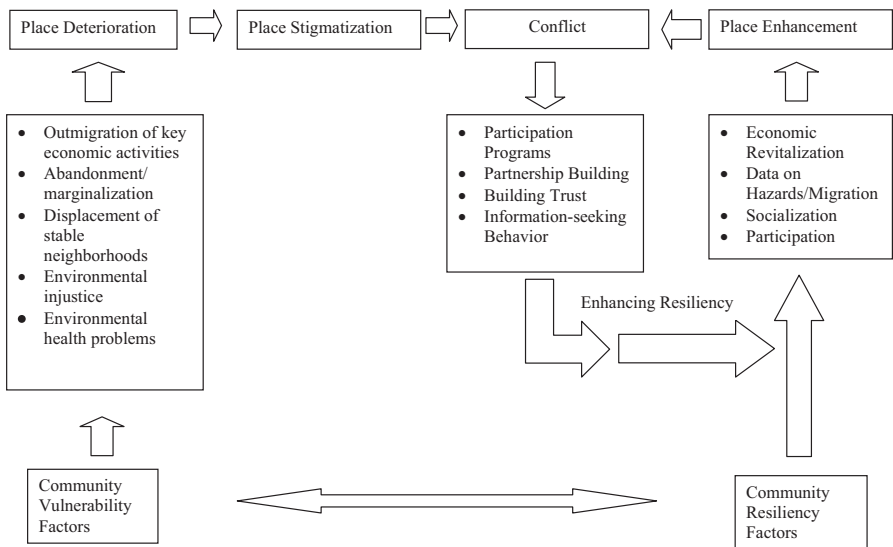 Place Deterioration
Place Stigmatization
Conflict
Place Enhancement
• Outmigration of key
economic activities
• Abandonment/
marginalization
• Displacement of
stable
neighborhoods
• Environmental
injustice
• Environmental
health problems
• Participation
Programs
• Partnership Building
• Building Trust
• Information-seeking
Behavior
• Economic
Revitalization
• Data on
Hazards/Migration
• Socialization
• Participation
Enhancing Resiliency
Community
Vulnerability
Factors
Community
Resiliency
Factors